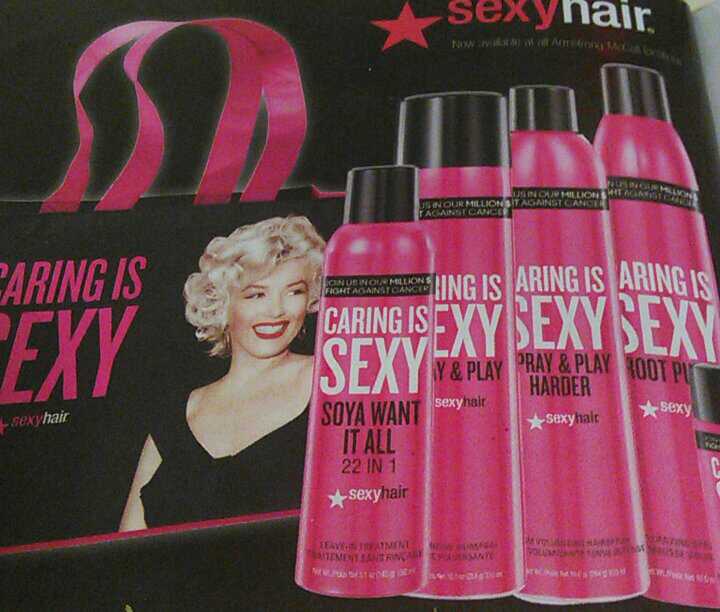 sexyhair
Now available at all Armstrong McCall locations
CARING IS
SEXY
sexyhair
JOIN US IN OUR MILLION $
FIGHT AGAINST CANCER
CARING IS
SEXY
SOYA WANT
IT ALL
22 IN 1
sexyhair
LEAVE-IN TREATMENT
TRAITEMENT SANS RINÇAGE
US IN OUR MILLION $
T AGAINST CANCER
RING IS
EXY
Y & PLAY
sexyhair
US IN OUR MILLION $
T AGAINST CANCER
ARING IS
SEXY
PRAY & PLAY
HARDER
sexyhair
N US IN OUR MILLION
HT AGAINST CANCER
ARING IS
SEXY
ROOT PU
sexy